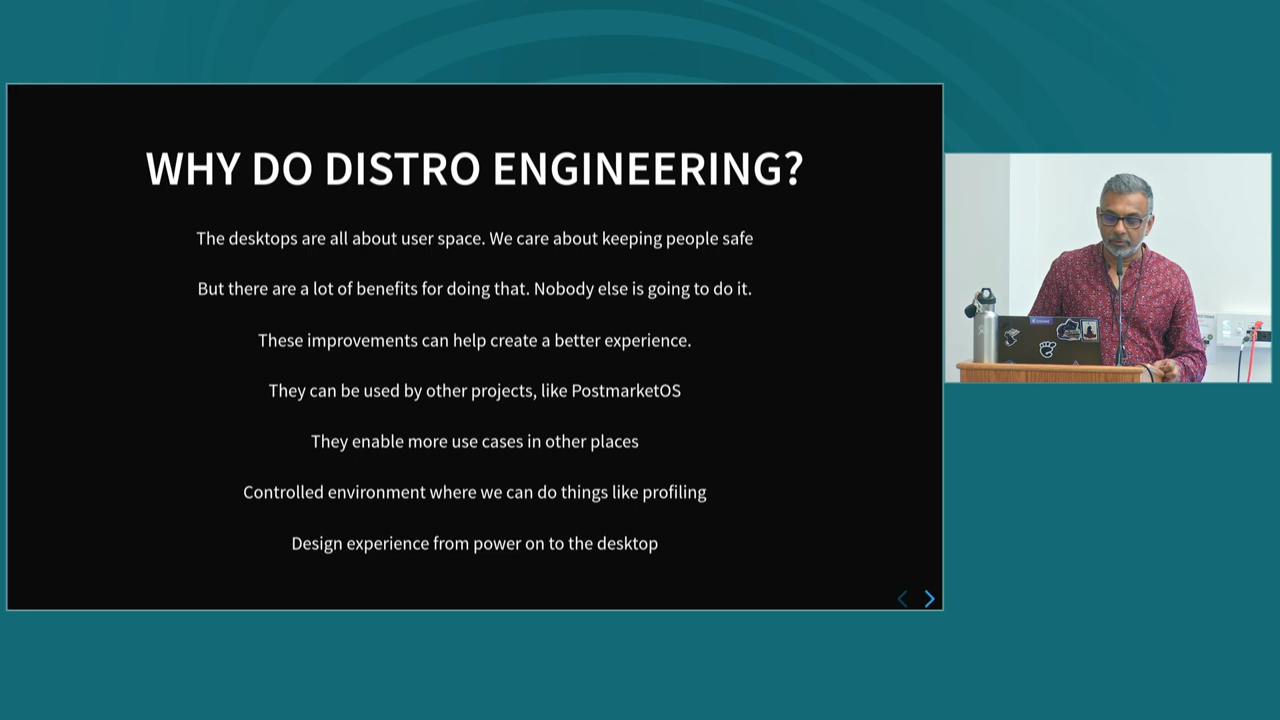 WHY DO DISTRO ENGINEERING?
The desktops are all about user space. We care about keeping people safe
But there are a lot of benefits for doing that. Nobody else is going to do it.
These improvements can help create a better experience.
They can be used by other projects, like PostmarketOS
They enable more use cases in other places
Controlled environment where we can do things like profiling
Design experience from power on to the desktop